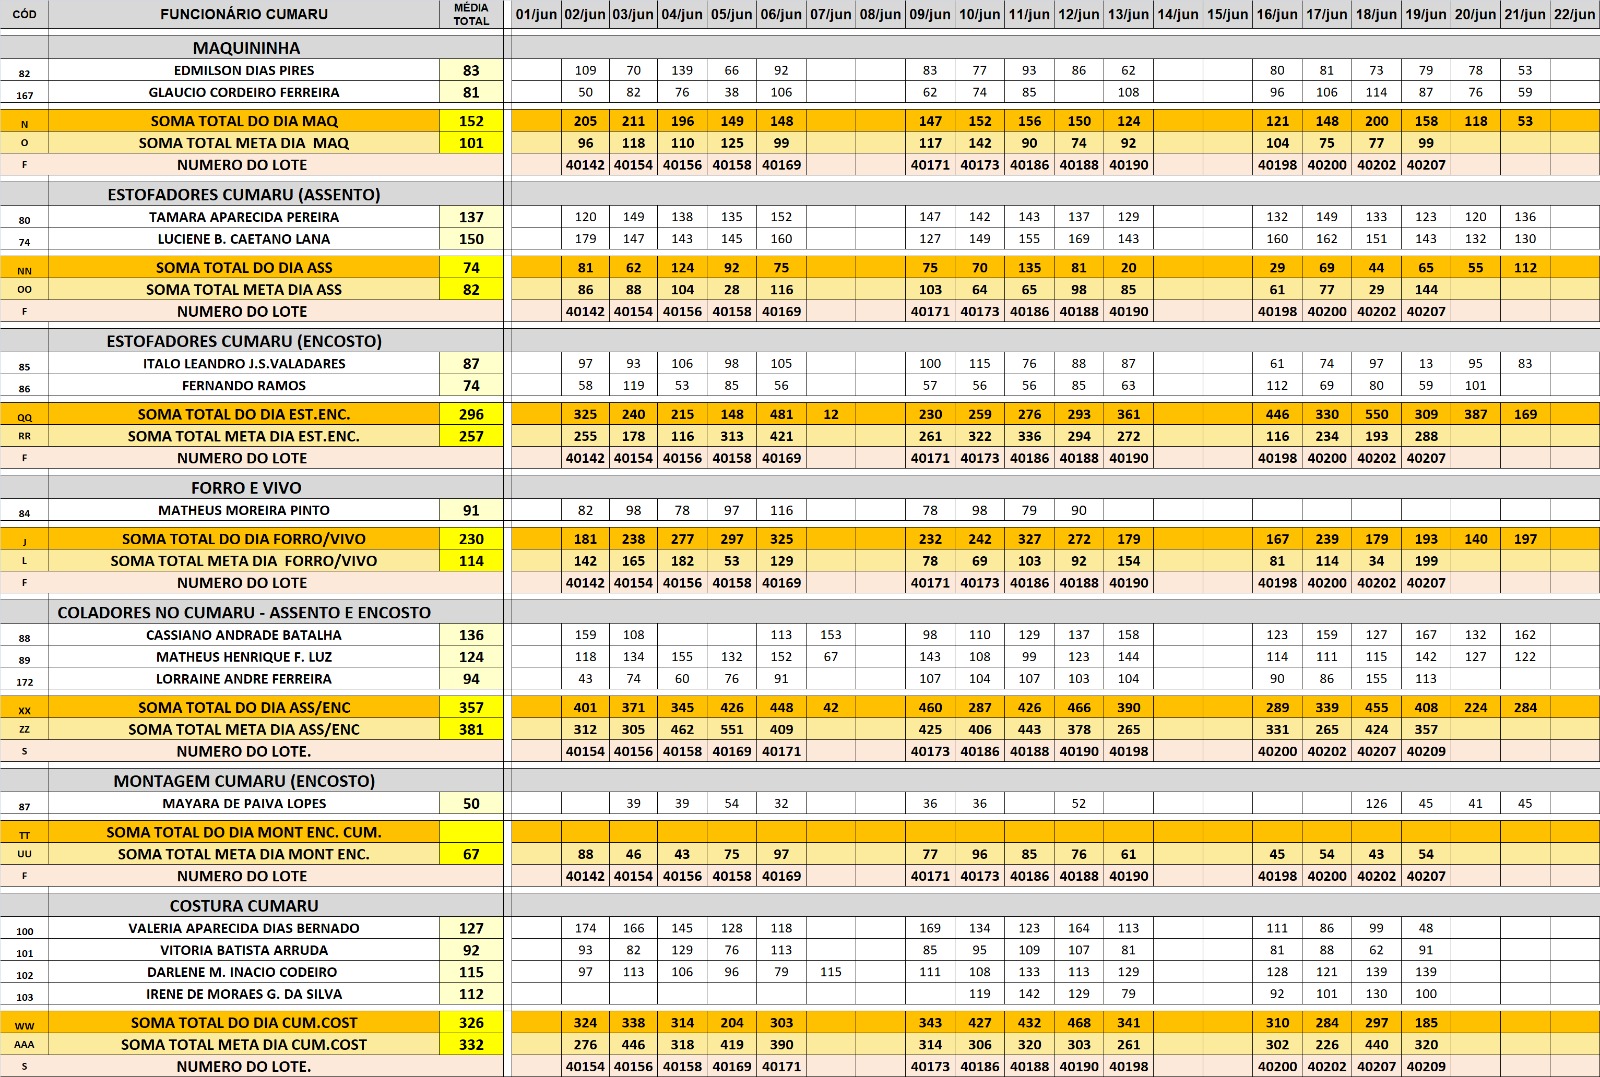 CÓD FUNCIONÁRIO CUMARU MÉDIA TOTAL 01/jun 02/jun 03/jun 04/jun 05/jun 06/jun 07/jun 08/jun 09/jun 10/jun 11/jun 12/jun 13/jun 14/jun 15/jun 16/jun 17/jun 18/jun 19/jun 20/jun 21/jun 22/jun
MAQUININHA
82 EDMILSON DIAS PIRES 83 109 70 139 66 92 83 77 93 86 62 80 81 73 79 78 53
167 GLAUCIO CORDEIRO FERREIRA 81 50 82 76 38 106 62 74 85 108 96 106 114 87 76 59
N SOMA TOTAL DO DIA MAQ 152 205 211 196 149 148 147 152 156 150 124 121 148 200 158 118 53
O SOMA TOTAL META DIA MAQ 101 96 118 110 125 99 117 142 90 74 92 104 75 77 99
F NUMERO DO LOTE 40142 40154 40156 40158 40169 40171 40173 40186 40188 40190 40198 40200 40202 40207
ESTOFADORES CUMARU (ASSENTO)
80 TAMARA APARECIDA PEREIRA 137 120 149 138 135 152 147 142 143 137 129 132 149 133 123 120 136
74 LUCIENE B. CAETANO LANA 150 179 147 143 145 160 127 149 155 169 143 160 162 151 143 132 130
NN SOMA TOTAL DO DIA ASS 74 81 62 124 92 75 75 70 135 81 20 29 69 44 65 55 112
OO SOMA TOTAL META DIA ASS 82 86 88 104 28 116 103 64 65 98 85 61 77 29 144
F NUMERO DO LOTE 40142 40154 40156 40158 40169 40171 40173 40186 40188 40190 40198 40200 40202 40207
ESTOFADORES CUMARU (ENCOSTO)
85 ITALO LEANDRO J.S.VALADARES 87 97 93 106 98 105 100 115 76 88 87 61 74 97 13 95 83
86 FERNANDO RAMOS 74 58 119 53 85 56 57 56 56 85 63 112 69 80 59 101
QQ SOMA TOTAL DO DIA EST.ENC. 296 325 240 215 148 481 12 230 259 276 293 361 446 330 550 309 387 169
RR SOMA TOTAL META DIA EST.ENC. 257 255 178 116 313 421 261 322 336 294 272 116 234 193 288
F NUMERO DO LOTE 40142 40154 40156 40158 40169 40171 40173 40186 40188 40190 40198 40200 40202 40207
FORRO E VIVO
84 MATHEUS MOREIRA PINTO 91 82 98 78 97 116 78 98 79 90
J SOMA TOTAL DO DIA FORRO/VIVO 230 181 238 277 297 325 232 242 327 272 179 167 239 179 193 140 197
L SOMA TOTAL META DIA FORRO/VIVO 114 142 165 182 53 129 78 69 103 92 154 81 114 34 199
F NUMERO DO LOTE 40142 40154 40156 40158 40169 40171 40173 40186 40188 40190 40198 40200 40202 40207
COLADORES NO CUMARU - ASSENTO E ENCOSTO
88 CASSIANO ANDRADE BATALHA 136 159 108 113 153 98 110 129 137 158 123 159 127 167 132 162
89 MATHEUS HENRIQUE F. LUZ 124 118 134 155 132 152 67 143 108 99 123 144 114 111 115 142 127 122
172 LORRAINE ANDRE FERREIRA 94 43 74 60 76 91 107 104 107 103 104 90 86 155 113
XX SOMA TOTAL DO DIA ASS/ENC 357 401 371 345 426 448 42 460 287 426 466 390 289 339 455 408 224 284
ZZ SOMA TOTAL META DIA ASS/ENC 381 312 305 462 551 409 425 406 443 378 265 331 265 424 357
S NUMERO DO LOTE. 40154 40156 40158 40169 40171 40173 40186 40188 40190 40198 40200 40202 40207 40209
MONTAGEM CUMARU (ENCOSTO)
87 MAYARA DE PAIVA LOPES 50 39 39 54 32 36 36 52 126 45 41 45
TT SOMA TOTAL DO DIA MONT ENC. CUM.
UU SOMA TOTAL META DIA MONT ENC. 67 88 46 43 75 97 77 96 85 76 61 45 54 43 54
F NUMERO DO LOTE 40142 40154 40156 40158 40169 40171 40173 40186 40188 40190 40198 40200 40202 40207
COSTURA CUMARU
100 VALERIA APARECIDA DIAS BERNADO 127 174 166 145 128 118 169 134 123 164 113 111 86 99 48
101 VITORIA BATISTA ARRUDA 92 93 82 129 76 113 85 95 109 107 81 81 88 62 91
102 DARLENE M. INACIO CODEIRO 115 97 113 106 96 79 115 111 108 133 113 129 128 121 139 139
103 IRENE DE MORAES G. DA SILVA 112 119 142 129 79 92 101 130 100
WW SOMA TOTAL DO DIA CUM.COST 326 324 338 314 204 303 343 427 432 468 341 310 284 297 185
AAA SOMA TOTAL META DIA CUM.COST 332 276 446 318 419 390 314 306 320 303 261 302 226 440 320
S NUMERO DO LOTE. 40154 40156 40158 40169 40171 40173 40186 40188 40190 40198 40200 40202 40207 40209